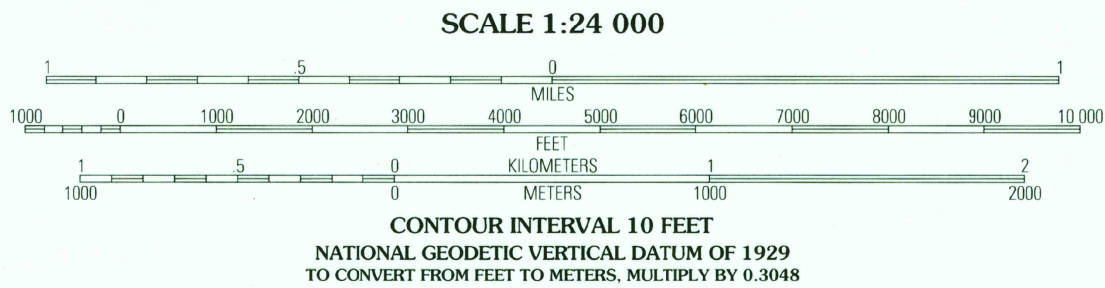 SCALE 1:24 000
1 .5 0 1
MILES
1000 0 1000 2000 3000 4000 5000 6000 7000 8000 9000 10 000
FEET
1 .5 0 KILOMETERS 1 2
1000 0 METERS 1000 2000
CONTOUR INTERVAL 10 FEET
NATIONAL GEODETIC VERTICAL DATUM OF 1929
TO CONVERT FROM FEET TO METERS, MULTIPLY BY 0.3048